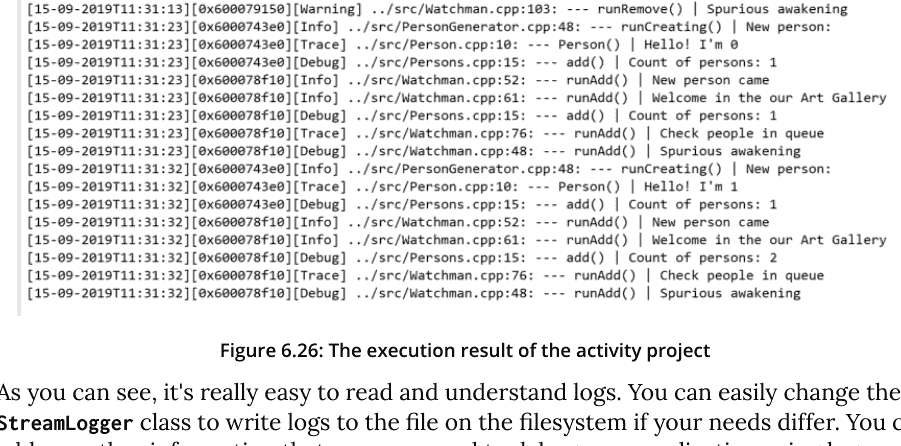 [15-09-2019T11:31:13][0x600079150][Warning] ../src/Watchman.cpp:103: --- runRemove() | Spurious awakening
[15-09-2019T11:31:23][0x6000743e0][Info] ../src/PersonGenerator.cpp:48: --- runCreating() | New person:
[15-09-2019T11:31:23][0x6000743e0][Trace] ../src/Person.cpp:10: --- Person() | Hello! I'm 0
[15-09-2019T11:31:23][0x6000743e0][Debug] ../src/Persons.cpp:15: --- add() | Count of persons: 1
[15-09-2019T11:31:23][0x600078f10][Info] ../src/Watchman.cpp:52: --- runAdd() | New person came
[15-09-2019T11:31:23][0x600078f10][Info] ../src/Watchman.cpp:61: --- runAdd() | Welcome in the our Art Gallery
[15-09-2019T11:31:23][0x600078f10][Debug] ../src/Persons.cpp:15: --- add() | Count of persons: 1
[15-09-2019T11:31:23][0x600078f10][Trace] ../src/Watchman.cpp:76: --- runAdd() | Check people in queue
[15-09-2019T11:31:23][0x600078f10][Debug] ../src/Watchman.cpp:48: --- runAdd() | Spurious awakening
[15-09-2019T11:31:32][0x6000743e0][Info] ../src/PersonGenerator.cpp:48: --- runCreating() | New person:
[15-09-2019T11:31:32][0x6000743e0][Trace] ../src/Person.cpp:10: --- Person() | Hello! I'm 1
[15-09-2019T11:31:32][0x6000743e0][Debug] ../src/Persons.cpp:15: --- add() | Count of persons: 1
[15-09-2019T11:31:32][0x600078f10][Info] ../src/Watchman.cpp:52: --- runAdd() | New person came
[15-09-2019T11:31:32][0x600078f10][Info] ../src/Watchman.cpp:61: --- runAdd() | Welcome in the our Art Gallery
[15-09-2019T11:31:32][0x600078f10][Debug] ../src/Persons.cpp:15: --- add() | Count of persons: 2
[15-09-2019T11:31:32][0x600078f10][Trace] ../src/Watchman.cpp:76: --- runAdd() | Check people in queue
[15-09-2019T11:31:32][0x600078f10][Debug] ../src/Watchman.cpp:48: --- runAdd() | Spurious awakening
Figure 6.26: The execution result of the activity project
As you can see, it's really easy to read and understand logs. You can easily change the
StreamLogger class to write logs to the file on the filesystem if your needs differ. You